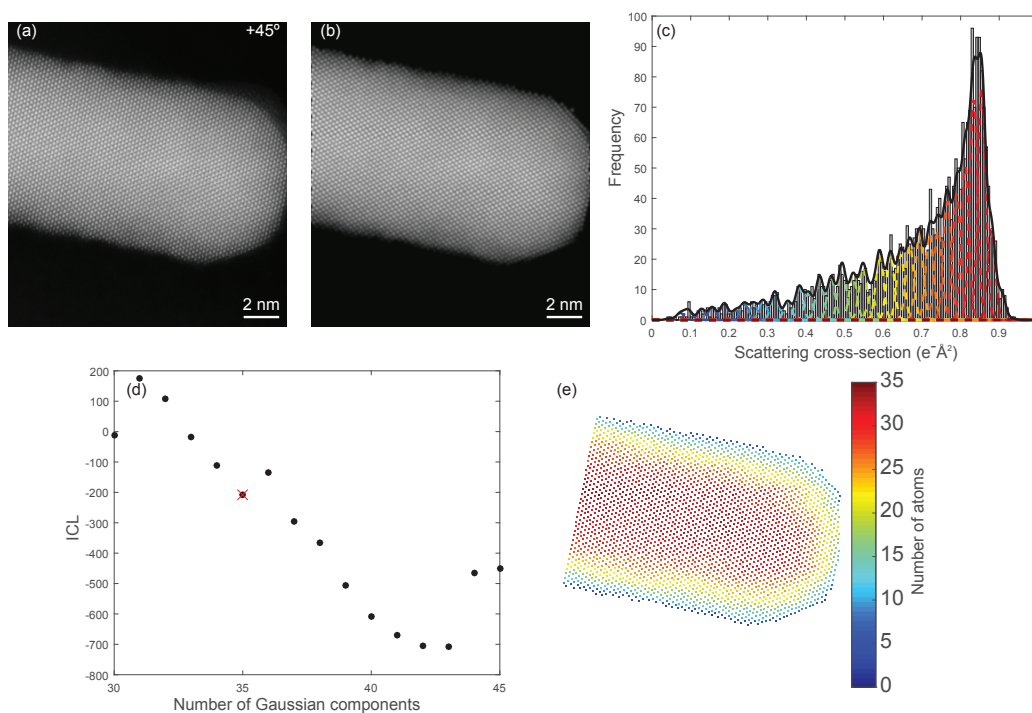 (a)
+45º
2 nm
(b)
2 nm
(c)
100
90
80
70
60
50
40
30
20
10
0
Frequency
0 0.1 0.2 0.3 0.4 0.5 0.6 0.7 0.8 0.9
Scattering cross-section (e⁻Å²)
(d)
200
100
0
-100
-200
-300
-400
-500
-600
-700
-800
ICL
30 35 40 45
Number of Gaussian components
(e)
35
30
25
20
15
10
5
0
Number of atoms